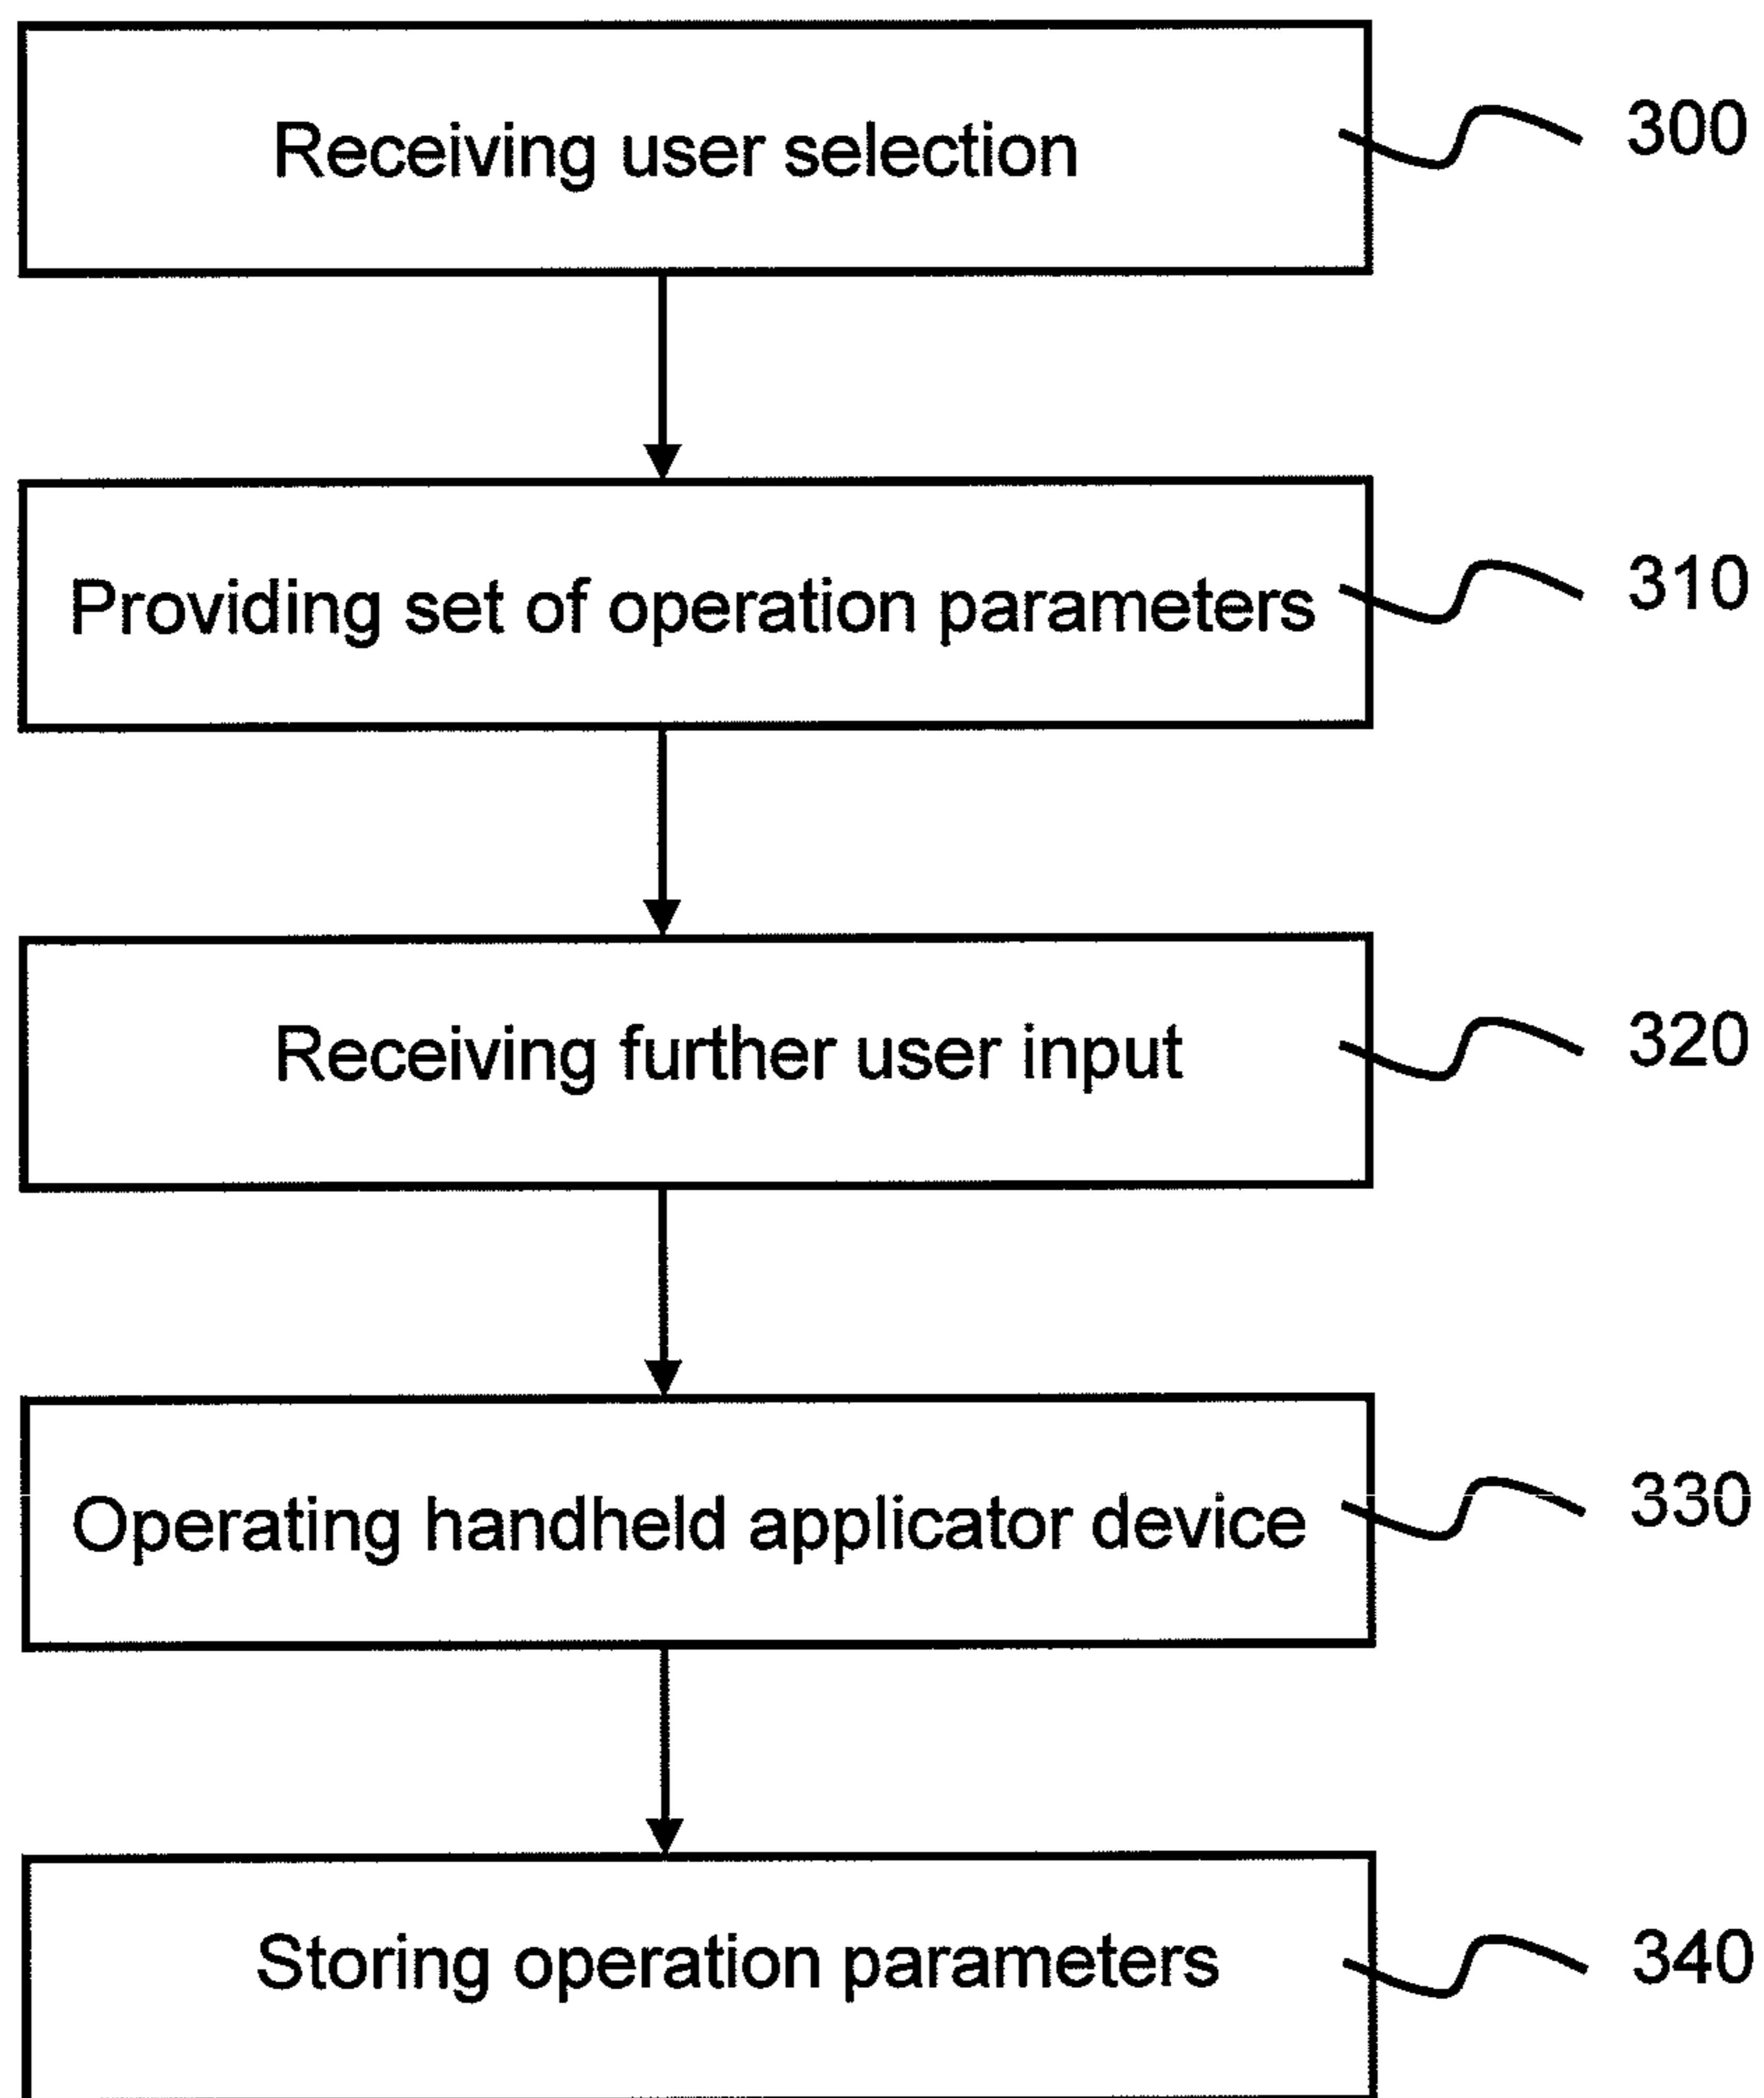 Receiving user selection
300
Providing set of operation parameters
310
Receiving further user input
320
Operating handheld applicator device
330
Storing operation parameters
340